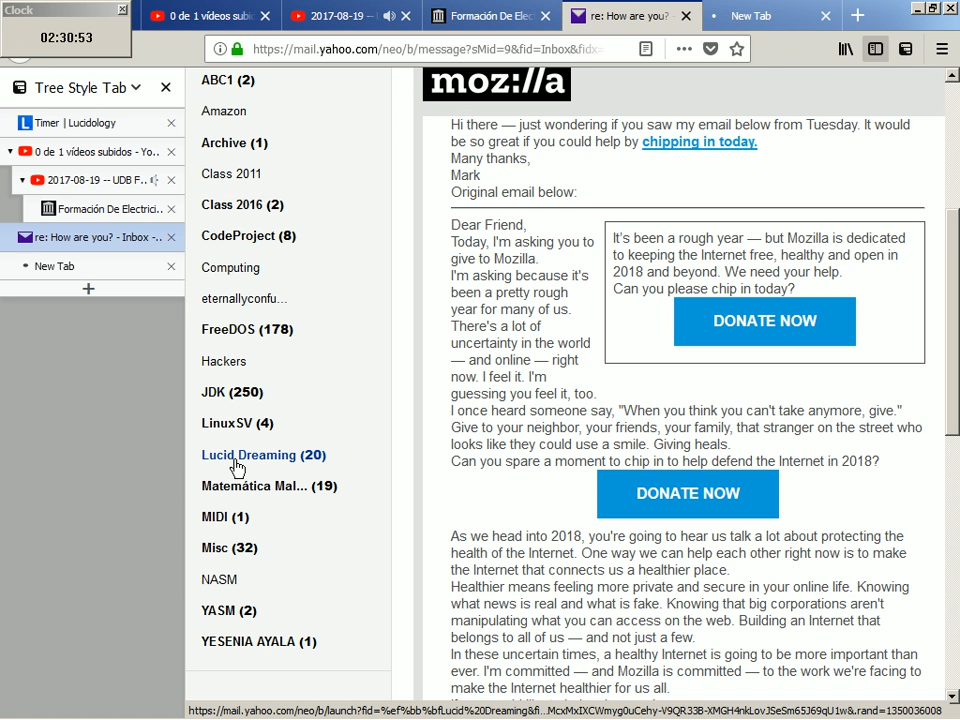 Clock
02:30:53
0 de 1 vídeos subi
2017-08-19 -- U
Formación De Elec
re: How are you? -
New Tab
https://mail.yahoo.com/neo/b/message?sMid=9&fid=Inbox&fidx=
Tree Style Tab
Timer | Lucidology
0 de 1 vídeos subidos - Yo...
2017-08-19 -- UDB F...
Formación De Electrici...
re: How are you? - Inbox -...
New Tab
ABC1 (2)
Amazon
Archive (1)
Class 2011
Class 2016 (2)
CodeProject (8)
Computing
eternallyconfu...
FreeDOS (178)
Hackers
JDK (250)
LinuxSV (4)
Lucid Dreaming (20)
Matemática Mal... (19)
MIDI (1)
Misc (32)
NASM
YASM (2)
YESENIA AYALA (1)
moz://a
Hi there — just wondering if you saw my email below from Tuesday. It would
be so great if you could help by chipping in today.
Many thanks,
Mark
Original email below:
Dear Friend,
Today, I'm asking you to
give to Mozilla.
I'm asking because it's
been a pretty rough
year for many of us.
There's a lot of
uncertainty in the world
— and online — right
now. I feel it. I'm
guessing you feel it, too.
It's been a rough year — but Mozilla is dedicated
to keeping the Internet free, healthy and open in
2018 and beyond. We need your help.
Can you please chip in today?
DONATE NOW
I once heard someone say, "When you think you can't take anymore, give."
Give to your neighbor, your friends, your family, that stranger on the street who
looks like they could use a smile. Giving heals.
Can you spare a moment to chip in to help defend the Internet in 2018?
DONATE NOW
As we head into 2018, you're going to hear us talk a lot about protecting the
health of the Internet. One way we can help each other right now is to make
the Internet that connects us a healthier place.
Healthier means feeling more private and secure in your online life. Knowing
what news is real and what is fake. Knowing that big corporations aren't
manipulating what you can access on the web. Building an Internet that
belongs to all of us — and not just a few.
In these uncertain times, a healthy Internet is going to be more important than
ever. I'm committed — and Mozilla is committed — to the work we're facing to
make the Internet healthier for us all.
https://mail.yahoo.com/neo/b/launch?fid=%ef%bb%bfLucid%20Dreaming&fi...McxMxIXCWmyg0uCehy-V9QR33B-XMGH4nkLovJSeSm65J69qU1w&.rand=1350036008